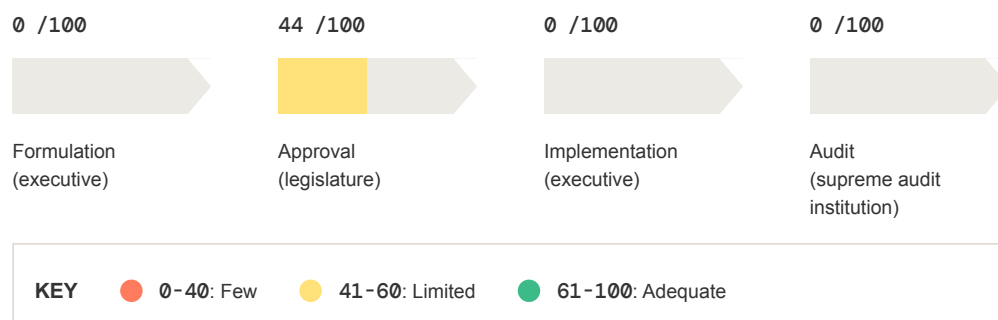 0 /100
44 /100
0 /100
0 /100
Formulation
(executive)
Approval
(legislature)
Implementation
(executive)
Audit
(supreme audit
institution)
KEY
0-40: Few
41-60: Limited
61-100: Adequate